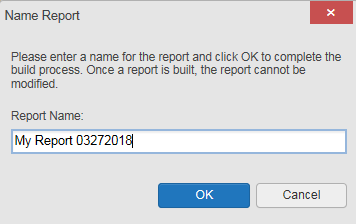 Name Report
Please enter a name for the report and click OK to complete the
build process. Once a report is built, the report cannot be
modified.
Report Name:
My Report 03272018
OK
Cancel